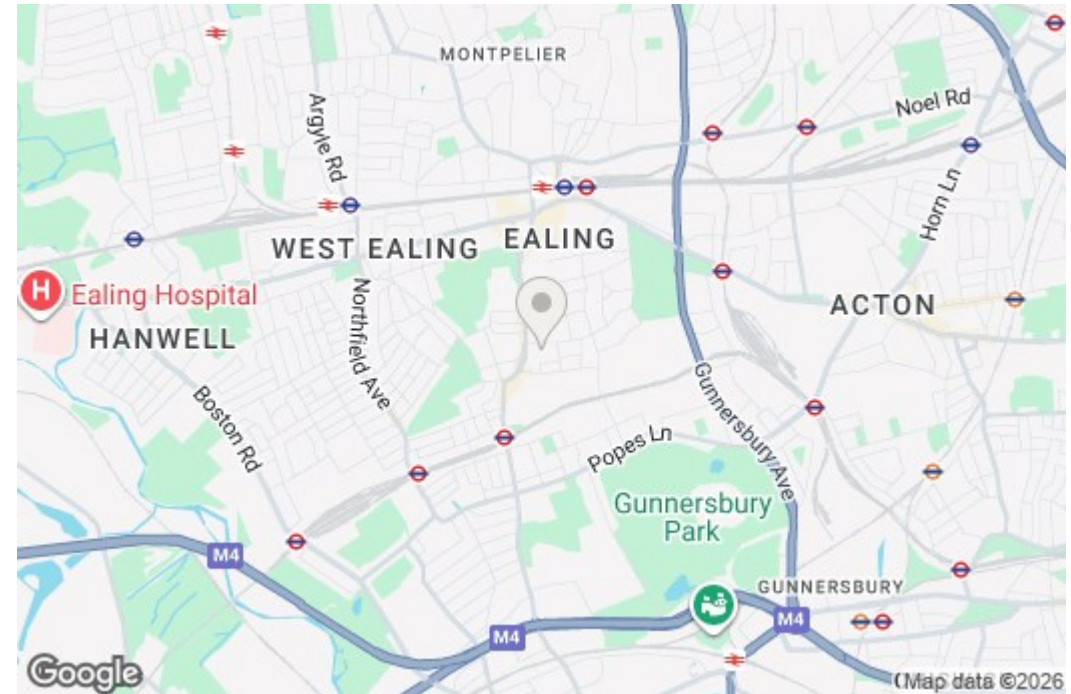 MONTPELIER
Noel Rd
Argyle Rd
Horn Ln
WEST EALING
EALING
H
Ealing Hospital
ACTON
HANWELL
Northfield Ave
Boston Rd
Gunnersbury Ave
Popes Ln
Gunnersbury
Park
M4
GUNNERSBURY
M4
M4
Google
Map data ©2026